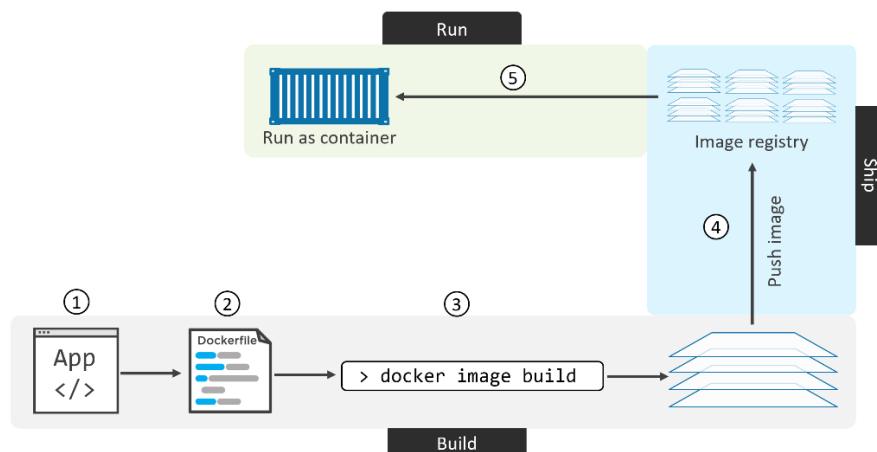 Run
5
Run as container
Image registry
Ship
4
Push image
1
2
3
App
</>
Dockerfile
> docker image build
Build